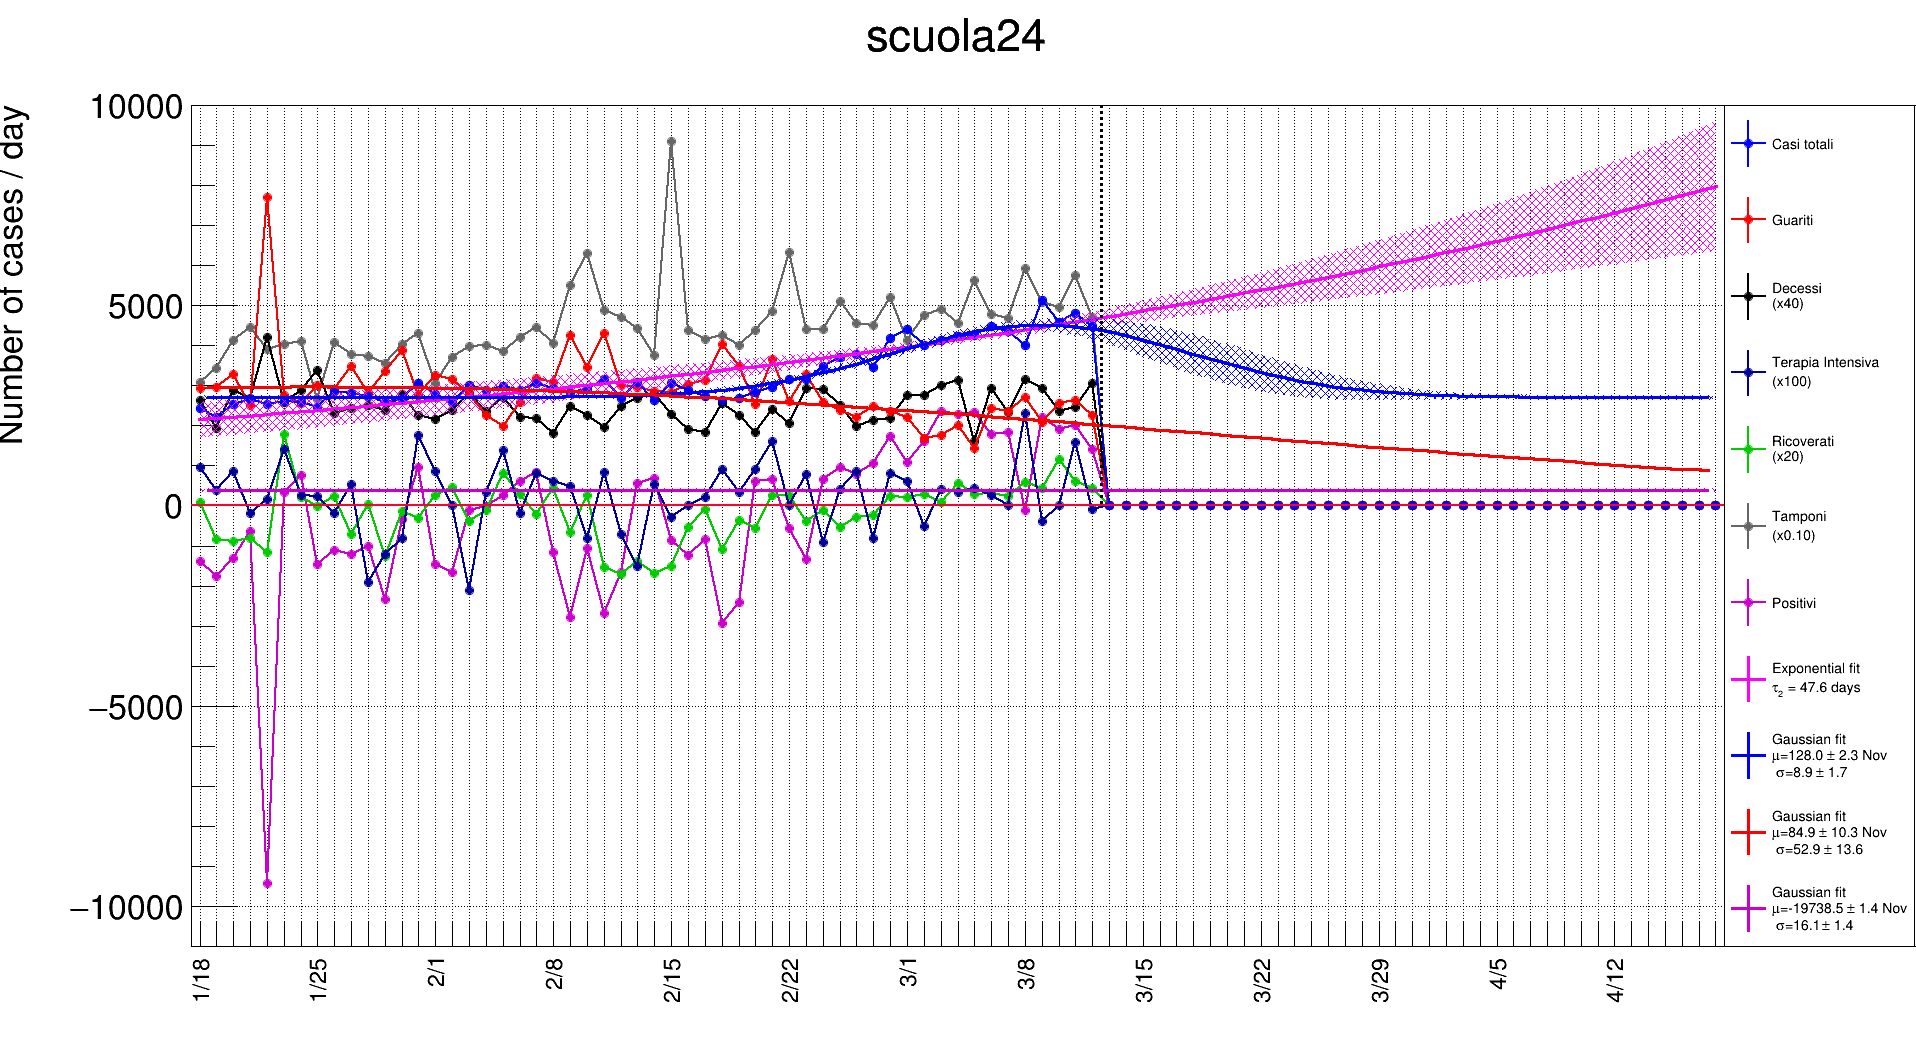 scuola24
Number of cases / day
10000
5000
0
−5000
−10000
1/18
1/25
2/1
2/8
2/15
2/22
3/1
3/8
3/15
3/22
3/29
4/5
4/12
Casi totali
Guariti
Decessi
(x40)
Terapia Intensiva
(x100)
Ricoverati
(x20)
Tamponi
(x0.10)
Positivi
Exponential fit
τ2 = 47.6 days
Gaussian fit
μ=128.0 ± 2.3 Nov
σ=8.9 ± 1.7
Gaussian fit
μ=84.9 ± 10.3 Nov
σ=52.9 ± 13.6
Gaussian fit
μ=-19738.5 ± 1.4 Nov
σ=16.1 ± 1.4